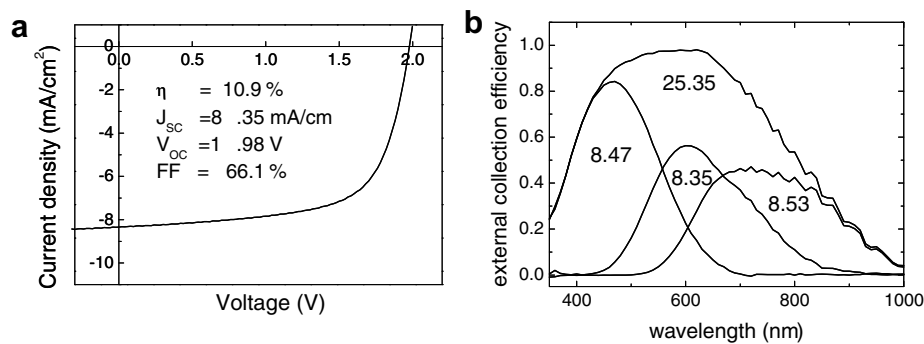 a
Current density (mA/cm²)
0
-2
-4
-6
-8
-10
0.0 0.5 1.0 1.5 2.0
η = 10.9 %
J_SC =8 .35 mA/cm
V_OC =1 .98 V
FF = 66.1 %
Voltage (V)
b
external collection efficiency
1.0
0.8
0.6
0.4
0.2
0.0
25.35
8.47
8.35
8.53
400 600 800 1000
wavelength (nm)